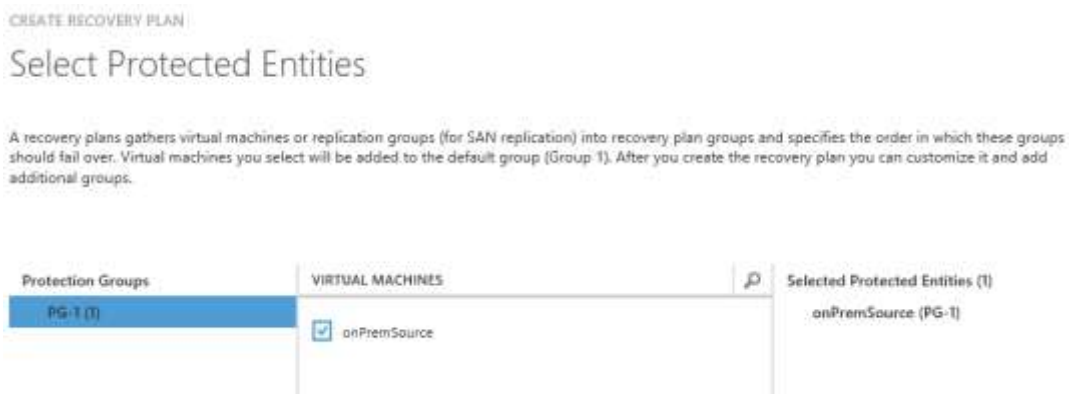 CREATE RECOVERY PLAN
Select Protected Entities
A recovery plans gathers virtual machines or replication groups (for SAN replication) into recovery plan groups and specifies the order in which these groups
should fail over. Virtual machines you select will be added to the default group (Group 1). After you create the recovery plan you can customize it and add
additional groups.
Protection Groups
PG-1 (1)
VIRTUAL MACHINES
onPremSource
Selected Protected Entities (1)
onPremSource (PG-1)